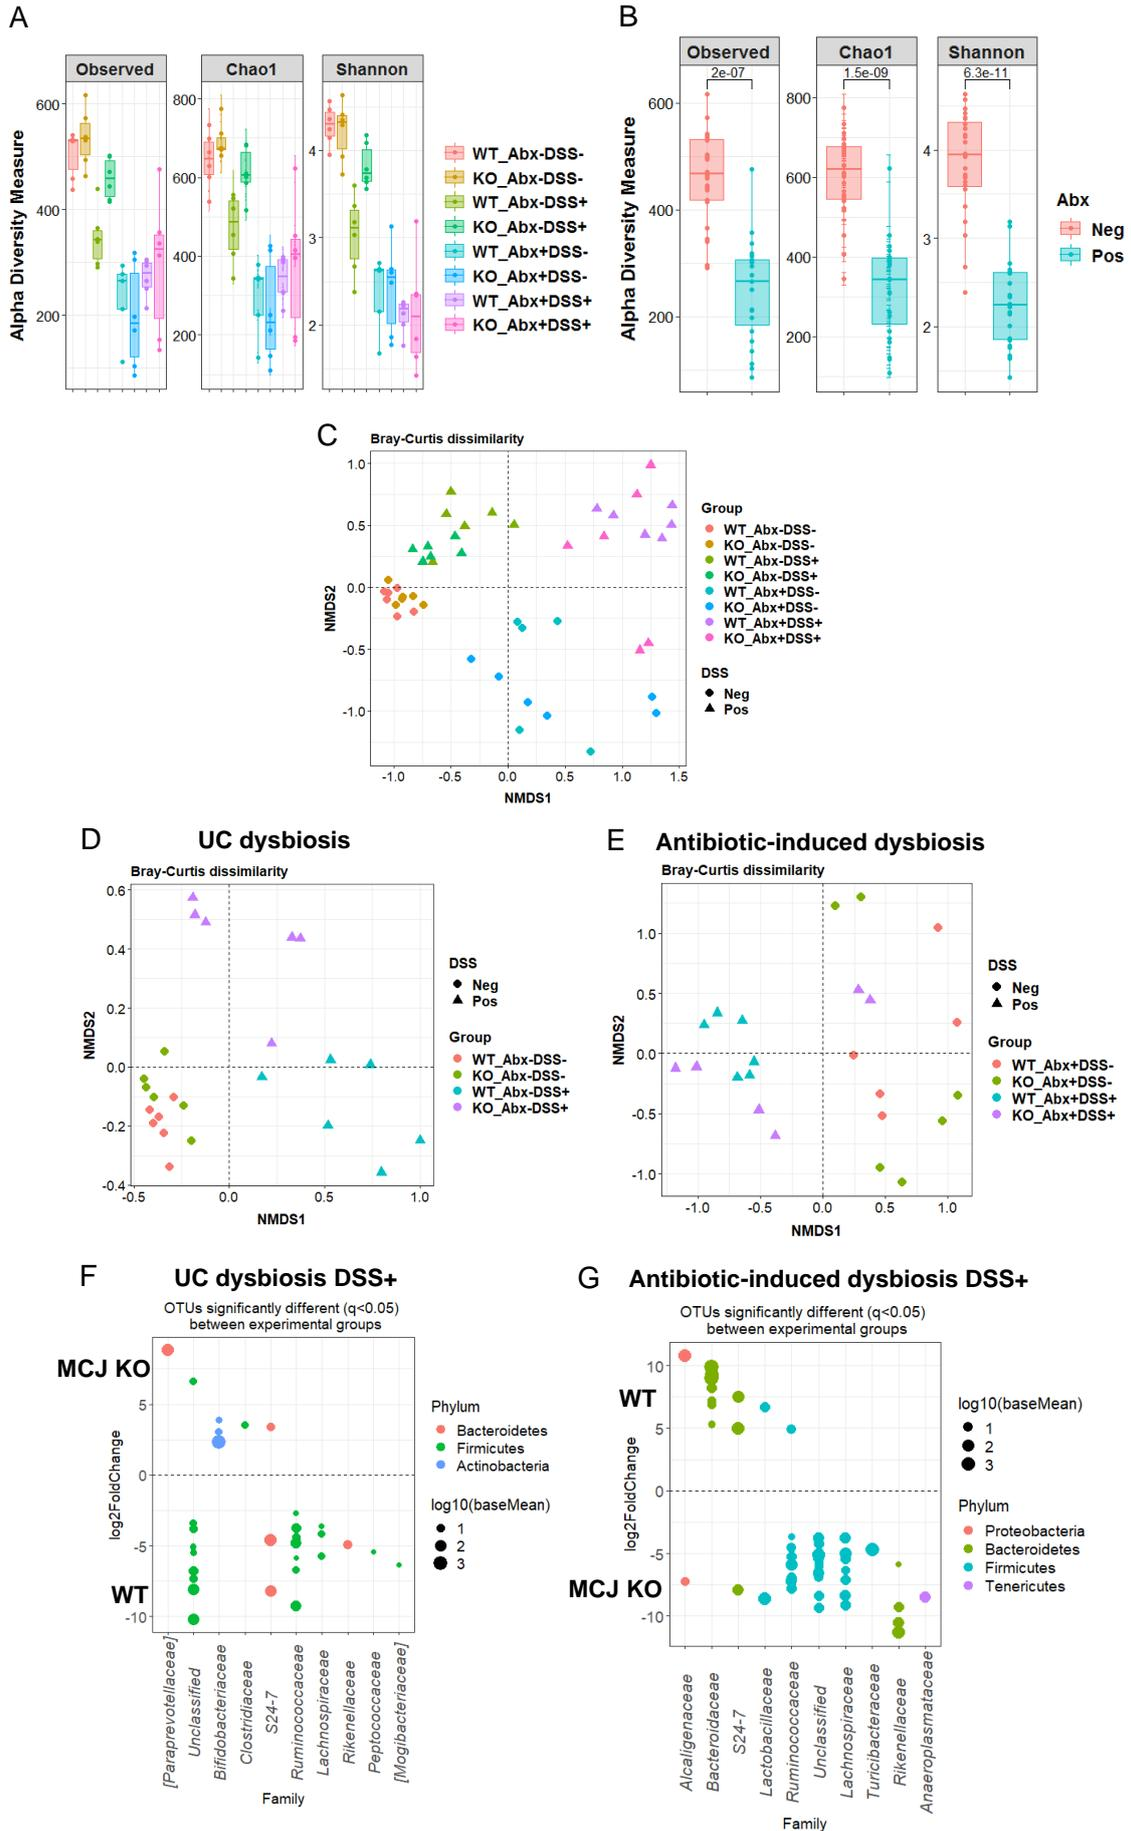 A
Observed
Chao1
Shannon
Alpha Diversity Measure
600
400
200
800
600
400
200
4
3
2
WT_Abx-DSS-
KO_Abx-DSS-
WT_Abx-DSS+
KO_Abx-DSS+
WT_Abx+DSS-
KO_Abx+DSS-
WT_Abx+DSS+
KO_Abx+DSS+
B
Observed
Chao1
Shannon
2e-07
1.5e-09
6.3e-11
Alpha Diversity Measure
600
400
200
800
600
400
200
4
3
2
Abx
Neg
Pos
C
Bray-Curtis dissimilarity
NMDS2
1.0
0.5
0.0
-0.5
-1.0
-1.0 -0.5 0.0 0.5 1.0 1.5
NMDS1
Group
WT_Abx-DSS-
KO_Abx-DSS-
WT_Abx-DSS+
KO_Abx-DSS+
WT_Abx+DSS-
KO_Abx+DSS-
WT_Abx+DSS+
KO_Abx+DSS+
DSS
Neg
Pos
D
UC dysbiosis
Bray-Curtis dissimilarity
NMDS2
0.6
0.4
0.2
0.0
-0.2
-0.4
-0.5 0.0 0.5 1.0
NMDS1
DSS
Neg
Pos
Group
WT_Abx-DSS-
KO_Abx-DSS-
WT_Abx-DSS+
KO_Abx-DSS+
E
Antibiotic-induced dysbiosis
Bray-Curtis dissimilarity
NMDS2
1.0
0.5
0.0
-0.5
-1.0
-1.0 -0.5 0.0 0.5 1.0
NMDS1
DSS
Neg
Pos
Group
WT_Abx+DSS-
KO_Abx+DSS-
WT_Abx+DSS+
KO_Abx+DSS+
F
UC dysbiosis DSS+
OTUs significantly different (q<0.05)
between experimental groups
MCJ KO
WT
log2FoldChange
5
0
-5
-10
[Paraprevotellaceae]
Unclassified
Bifidobacteriaceae
Clostridiaceae
S24-7
Ruminococcaceae
Lachnospiraceae
Rikenellaceae
Peptococcaceae
[Mogibacteriaceae]
Family
Phylum
Bacteroidetes
Firmicutes
Actinobacteria
log10(baseMean)
1
2
3
G
Antibiotic-induced dysbiosis DSS+
OTUs significantly different (q<0.05)
between experimental groups
WT
MCJ KO
log2FoldChange
10
5
0
-5
-10
Alcaligenaceae
Bacteroidaceae
S24-7
Lactobacillaceae
Ruminococcaceae
Unclassified
Lachnospiraceae
Turicibacteraceae
Rikenellaceae
Anaeroplasmataceae
Family
log10(baseMean)
1
2
3
Phylum
Proteobacteria
Bacteroidetes
Firmicutes
Tenericutes